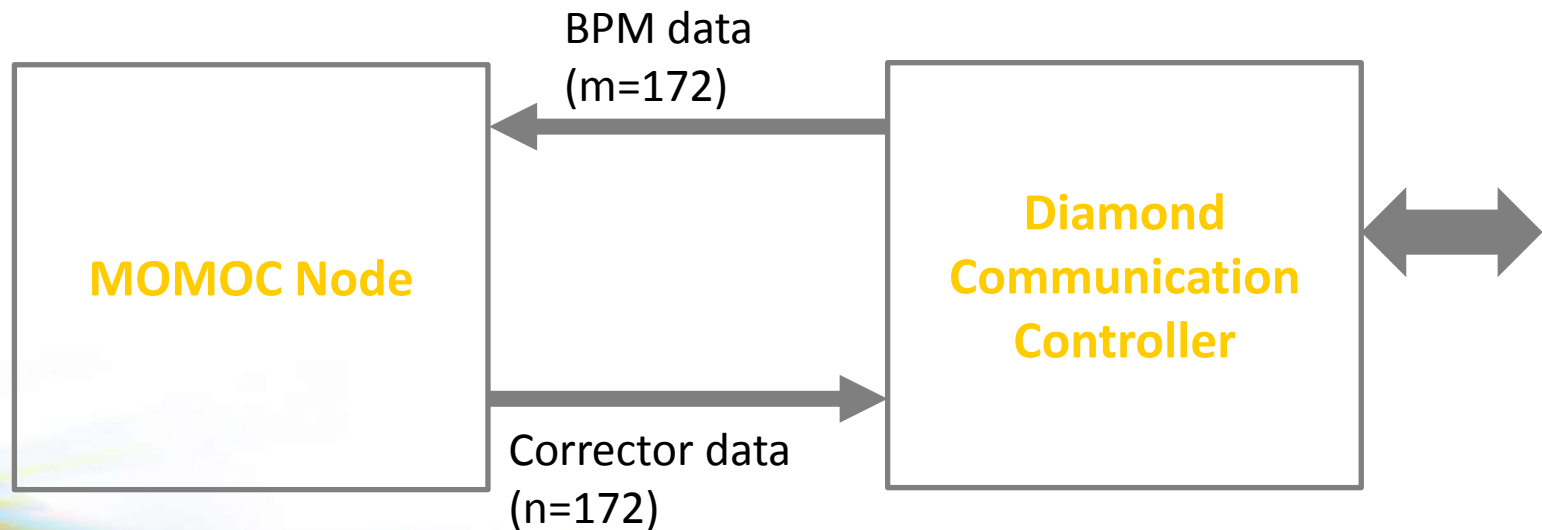 BPM data
(m=172)
MOMOC Node
Diamond
Communication
Controller
Corrector data
(n=172)